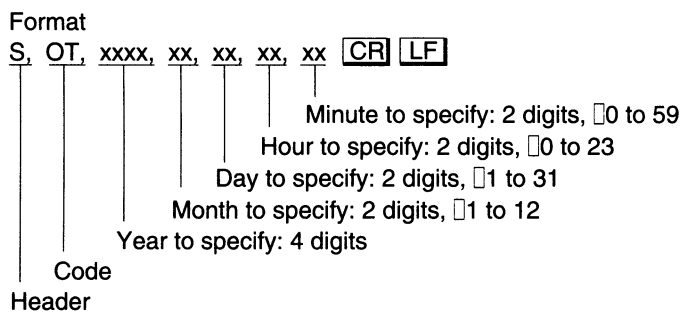 Format
S, OT, xxxx, xx, xx, xx, xx CR LF
Minute to specify: 2 digits, ▯0 to 59
Hour to specify: 2 digits, ▯0 to 23
Day to specify: 2 digits, ▯1 to 31
Month to specify: 2 digits, ▯1 to 12
Year to specify: 4 digits
Code
Header